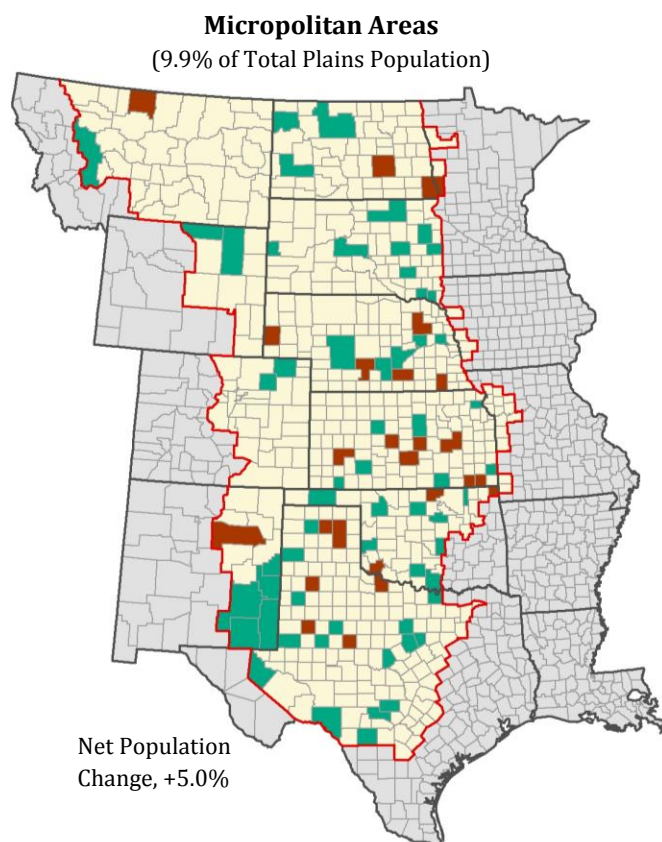 Micropolitan Areas
(9.9% of Total Plains Population)
Net Population
Change, +5.0%